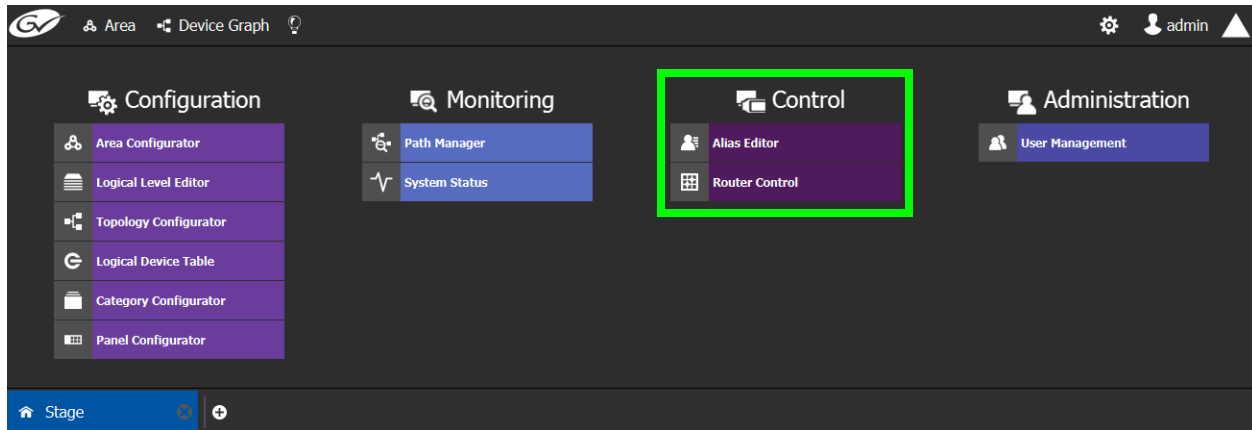 GV Area Device Graph admin
Configuration
Area Configurator
Logical Level Editor
Topology Configurator
Logical Device Table
Category Configurator
Panel Configurator
Monitoring
Path Manager
System Status
Control
Alias Editor
Router Control
Administration
User Management
Stage